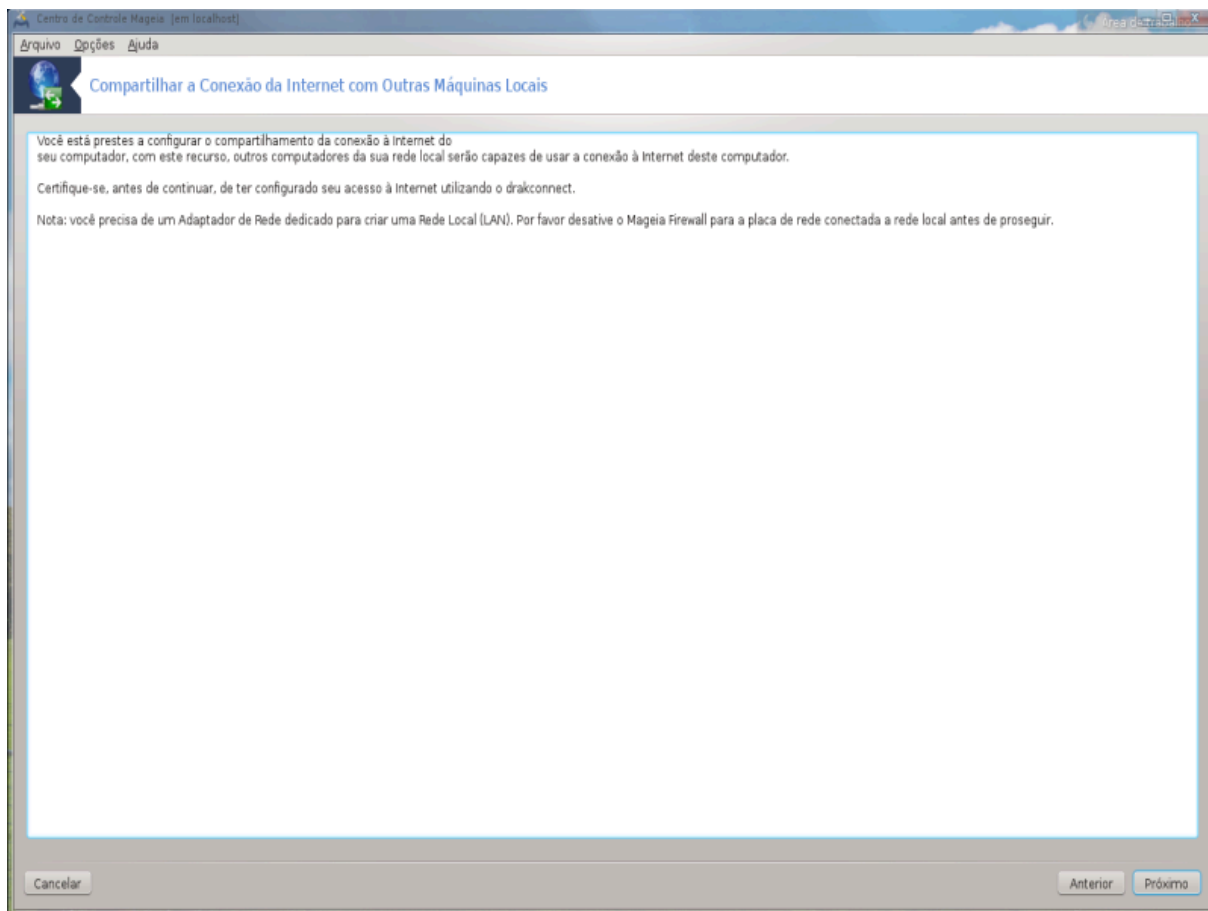 Centro de Controle Mageia [em localhost]
Arquivo Opções Ajuda
Compartilhar a Conexão da Internet com Outras Máquinas Locais
Você está prestes a configurar o compartilhamento da conexão à Internet do
seu computador, com este recurso, outros computadores da sua rede local serão capazes de usar a conexão à Internet deste computador.
Certifique-se, antes de continuar, de ter configurado seu acesso à Internet utilizando o drakconnect.
Nota: você precisa de um Adaptador de Rede dedicado para criar uma Rede Local (LAN). Por favor desative o Mageia Firewall para a placa de rede conectada a rede local antes de proseguir.
Cancelar Anterior Próximo